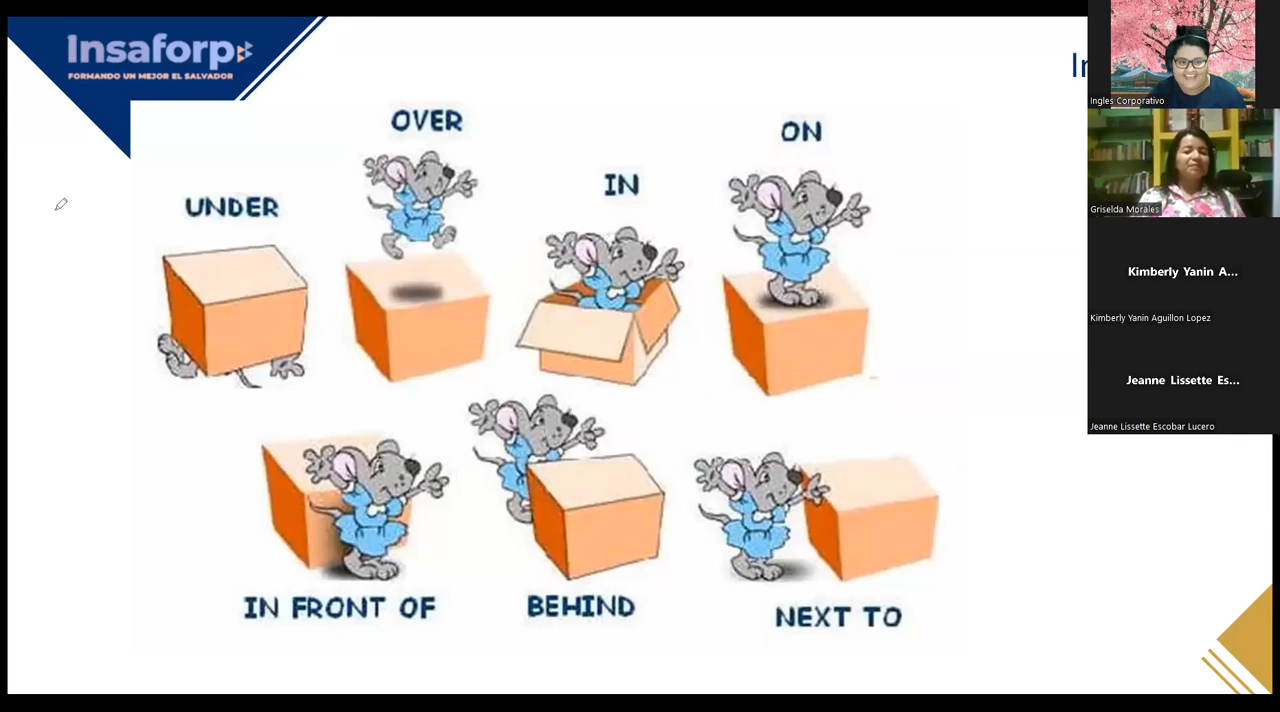 Insaforp
FORMANDO UN MEJOR EL SALVADOR
OVER
ON
IN
UNDER
IN FRONT OF
BEHIND
NEXT TO
Ingles Corporativo
Griselda Morales
Kimberly Yanin A...
Kimberly Yanin Aguillon Lopez
Jeanne Lissette Es...
Jeanne Lissette Escobar Lucero